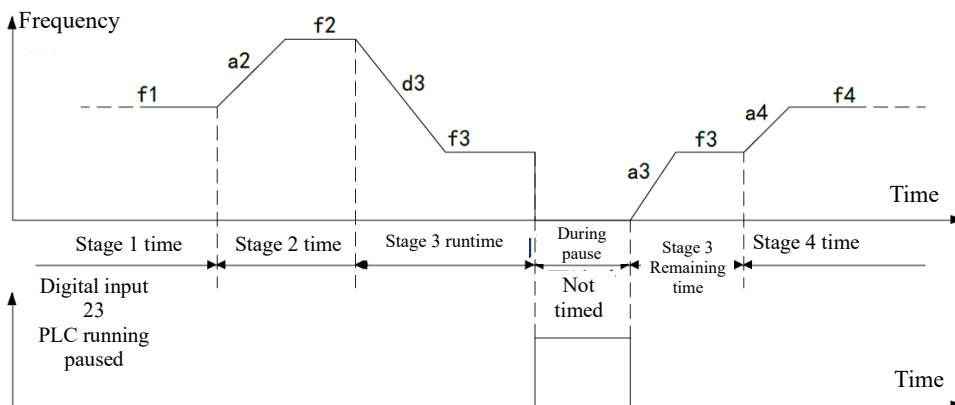 Frequency
f1
a2
f2
d3
f3
a3
f3
a4
f4
Time
Stage 1 time
Stage 2 time
Stage 3 runtime
During
pause
Stage 3
Remaining
time
Stage 4 time
Not
timed
Digital input
23
PLC running
paused
Time